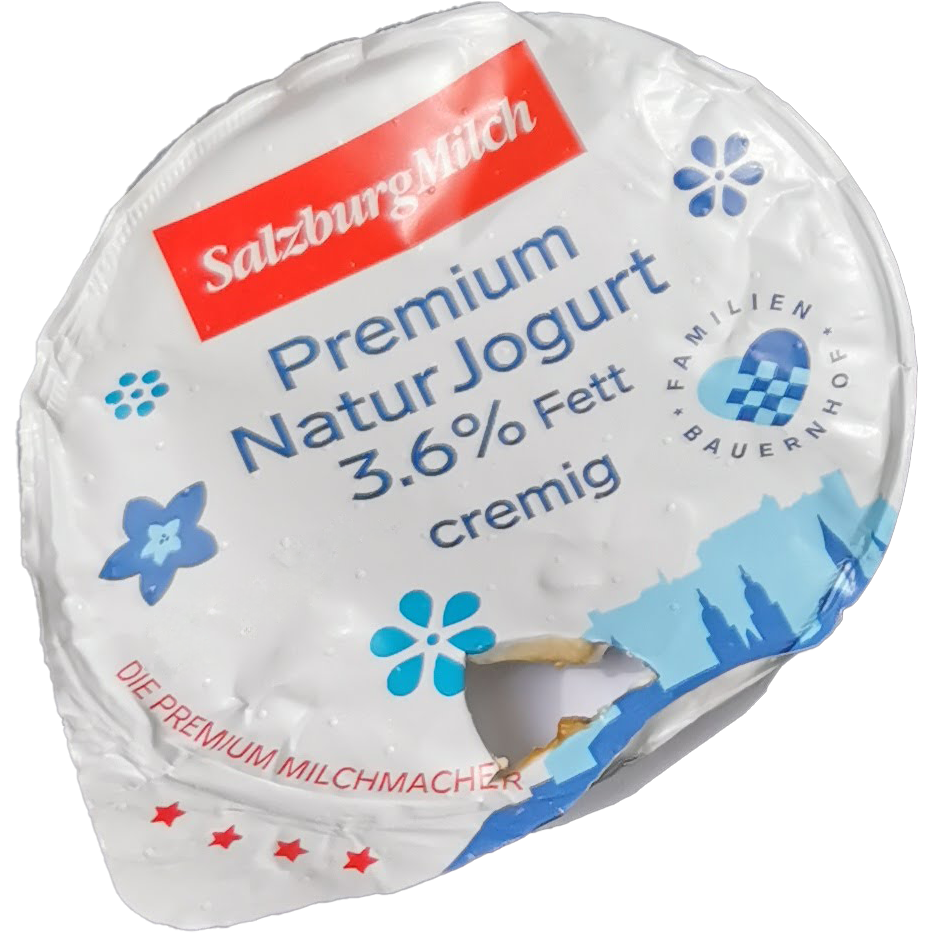 SalzburgMilch
Premium
Natur Jogurt
3.6% Fett
cremig
FAMILIEN
BAUERNHOF
DIE PREMIUM MILCHMACHER